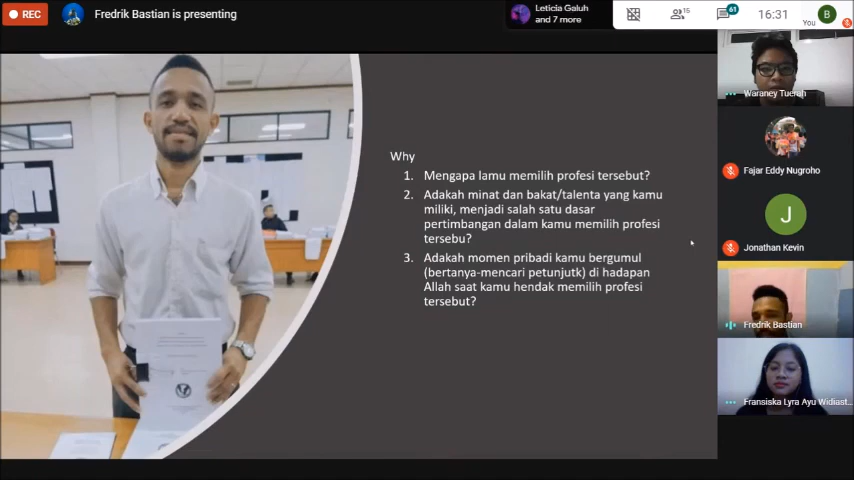 REC
Fredrik Bastian is presenting
Leticia Galuh
and 7 more
15
61
16:31
You
B
Waraney Tuerah
Why
1. Mengapa lamu memilih profesi tersebut?
2. Adakah minat dan bakat/talenta yang kamu
miliki, menjadi salah satu dasar
pertimbangan dalam kamu memilih profesi
tersebu?
3. Adakah momen pribadi kamu bergumul
(bertanya-mencari petunjutk) di hadapan
Allah saat kamu hendak memilih profesi
tersebut?
Fajar Eddy Nugroho
J
Jonathan Kevin
Fredrik Bastian
Fransiska Lyra Ayu Widiast...